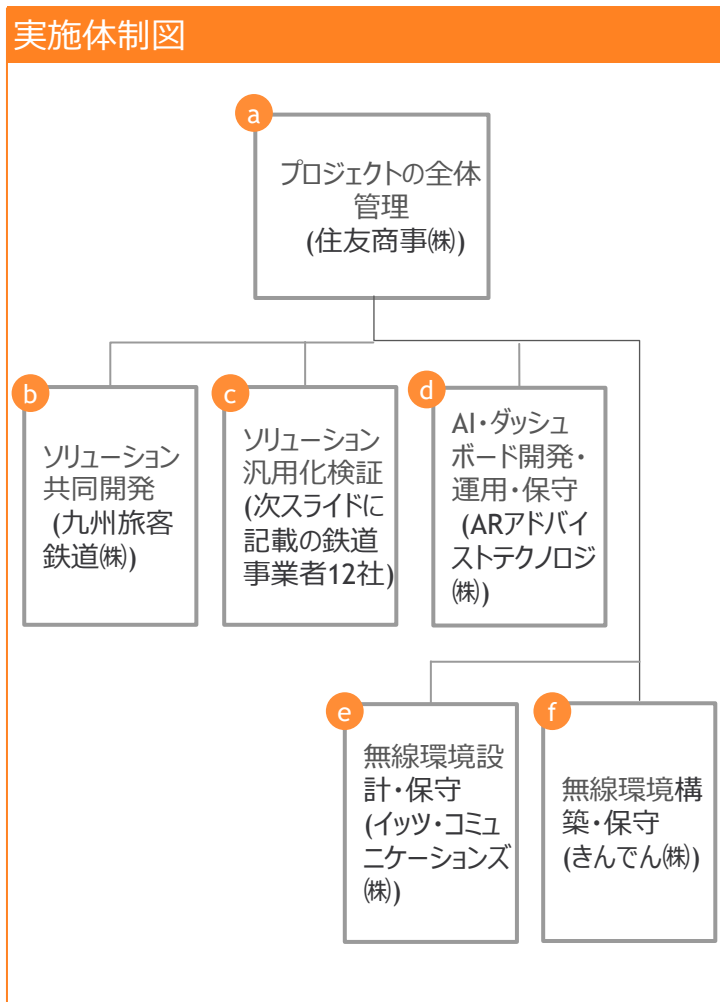 実施体制図
a
プロジェクトの全体
管理
(住友商事㈱)
b
ソリューション
共同開発
(九州旅客
鉄道㈱)
c
ソリューション
汎用化検証
(次スライドに
記載の鉄道
事業者12社)
d
AI・ダッシュ
ボード開発・
運用・保守
(ARアドバイ
ストテクノロジ
㈱)
e
無線環境設
計・保守
(イッツ・コミュ
ニケーションズ
㈱)
f
無線環境構
築・保守
(きんでん㈱)